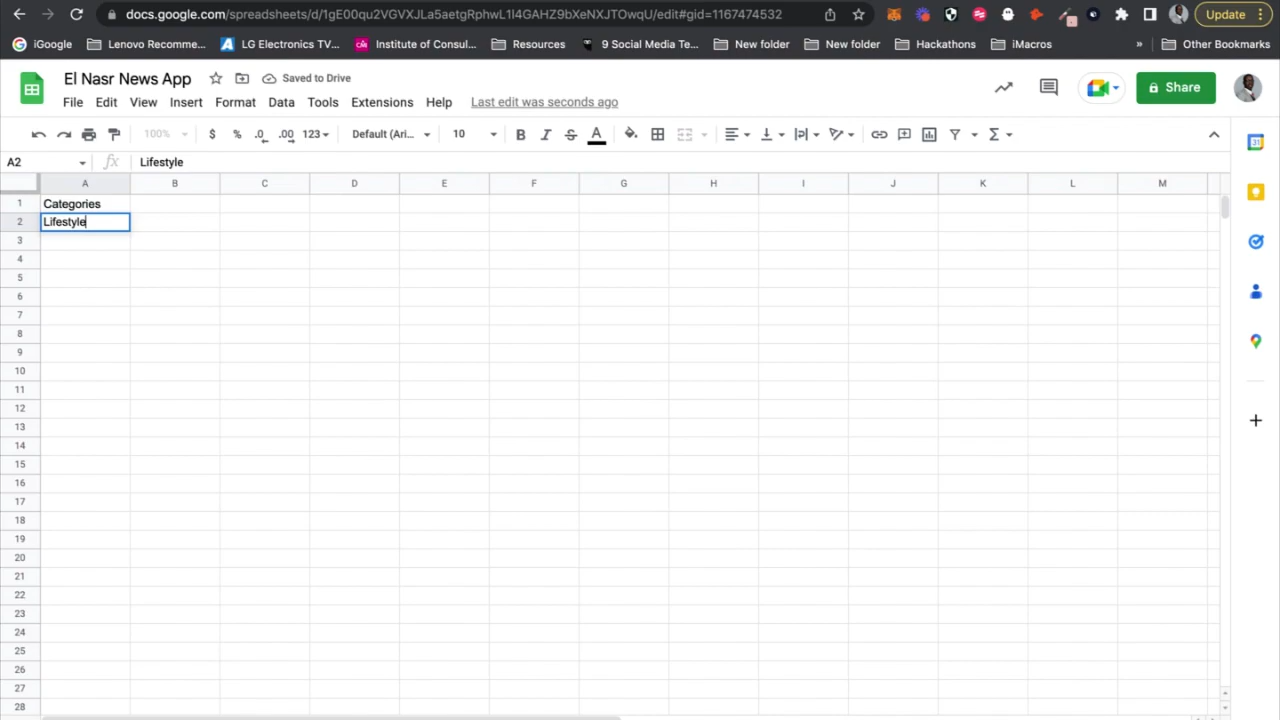 docs.google.com/spreadsheets/d/1gE00qu2VGVXJLa5aetgRphwL1l4GAHZ9bXeNXJTOwqU/edit#gid=1167474532
Update
iGoogle Lenovo Recomme... LG Electronics TV... Institute of Consul... Resources 9 Social Media Te... New folder New folder Hackathons iMacros » Other Bookmarks
El Nasr News App Saved to Drive
File Edit View Insert Format Data Tools Extensions Help Last edit was seconds ago
Share
100% $ % .0 .00 123 Default (Ari... 10 B I S A
A2 fx Lifestyle
A B C D E F G H I J K L M
1 Categories
2 Lifestyle
3
4
5
6
7
8
9
10
11
12
13
14
15
16
17
18
19
20
21
22
23
24
25
26
27
28